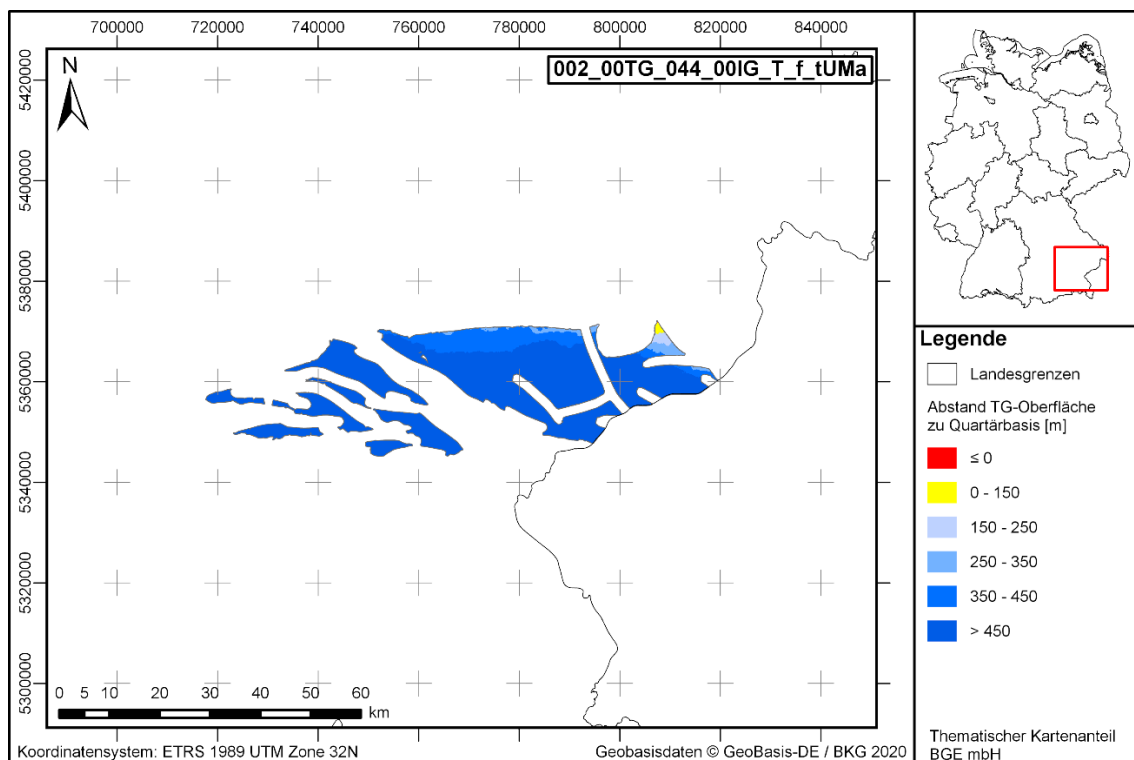 700000 720000 740000 760000 780000 800000 820000 840000
002_00TG_044_00IG_T_f_tUMa
N
5420000
5400000
5380000
5360000
5340000
5320000
5300000
0 5 10 20 30 40 50 60
km
Koordinatensystem: ETRS 1989 UTM Zone 32N
Geobasisdaten © GeoBasis-DE / BKG 2020
Legende
Landesgrenzen
Abstand TG-Oberfläche
zu Quartärbasis [m]
≤ 0
0 - 150
150 - 250
250 - 350
350 - 450
> 450
Thematischer Kartenanteil
BGE mbH